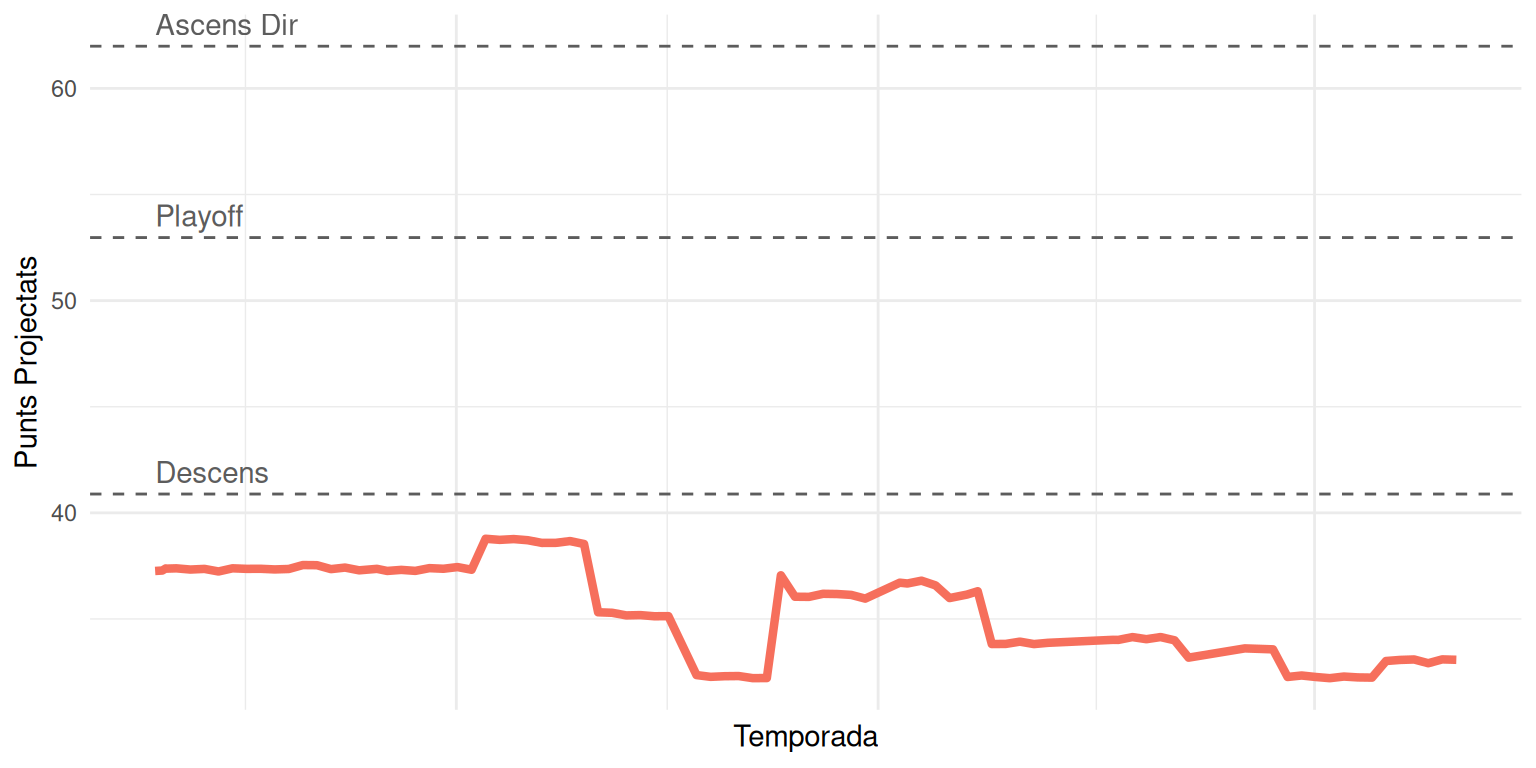 Ascens Dir
60
Playoff
50
Punts Projectats
Descens
40
Temporada